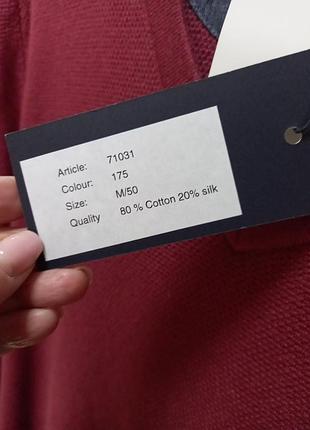 Article: 71031
Colour: 175
Size: M/50
Quality 80 % Cotton 20% silk